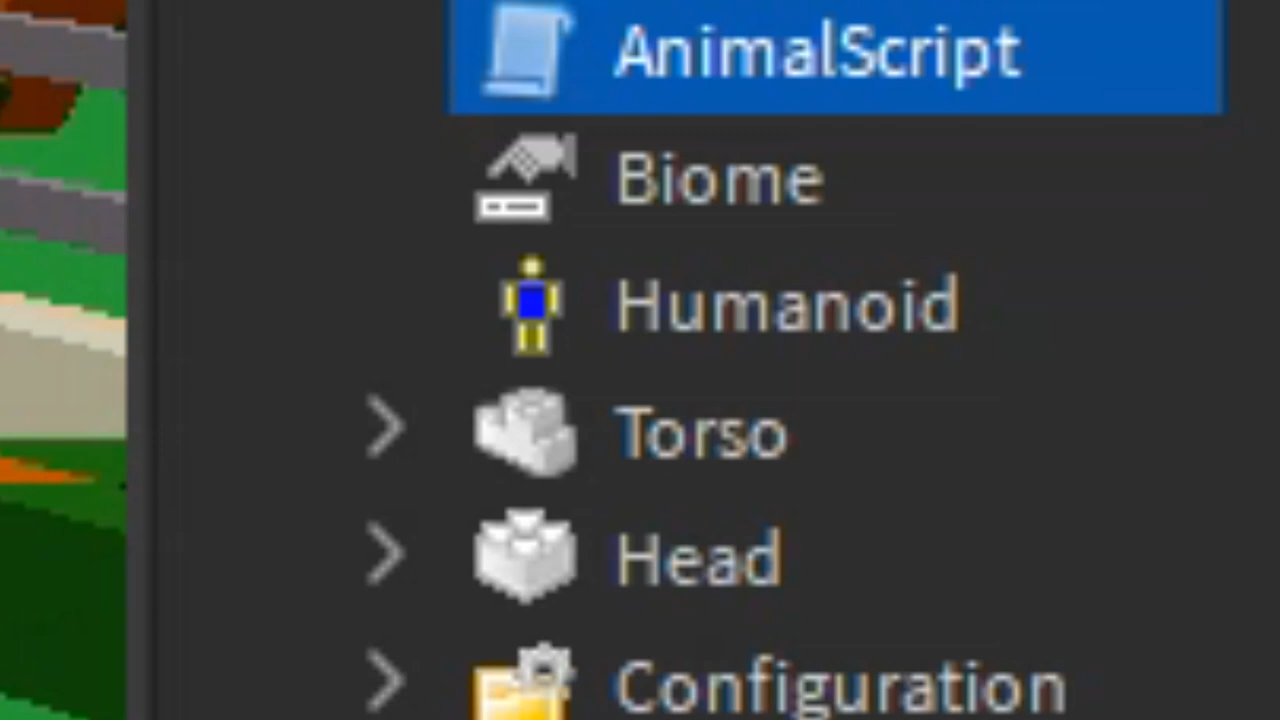 AnimalScript
Biome
Humanoid
Torso
Head
Configuration